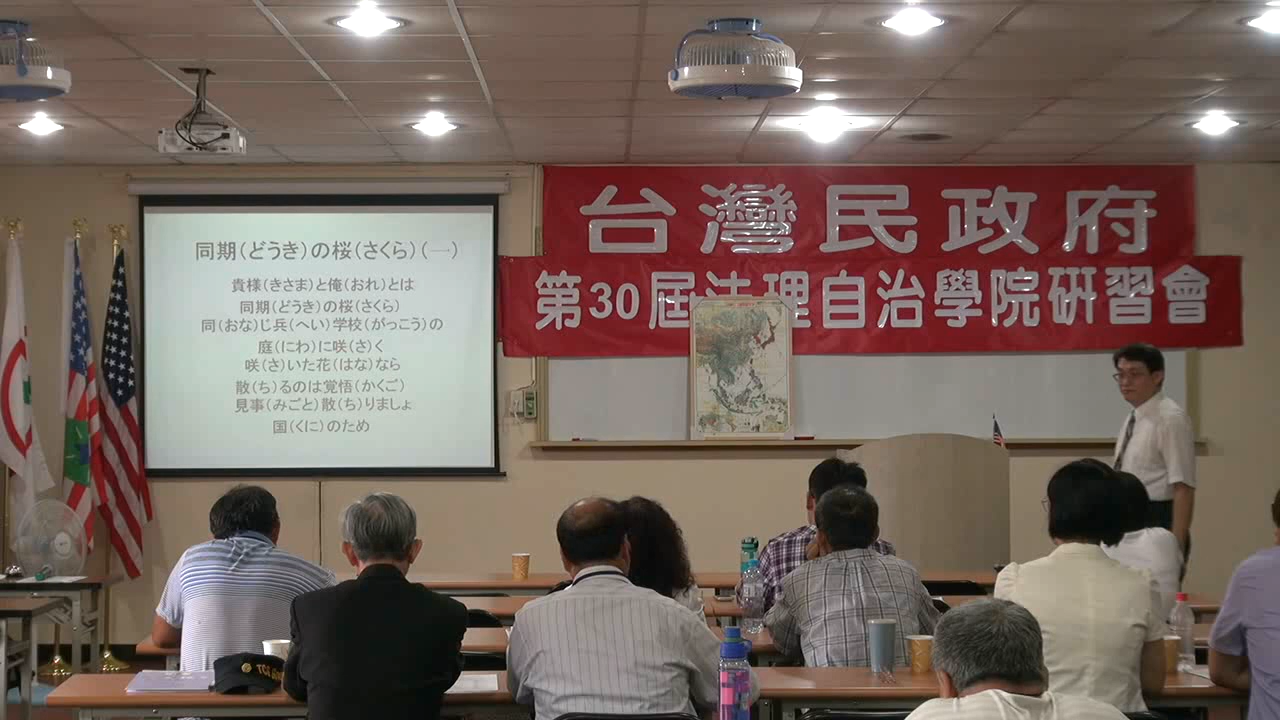 台灣民政府
第30屆法理自治學院研習會
同期(どうき)の桜(さくら)(一)
貴様(きさま)と俺(おれ)とは
同期(どうき)の桜(さくら)
同(おな)じ兵(へい)学校(がっこう)の
庭(にわ)に咲(さ)く
咲(さ)いた花(はな)なら
散(ち)るのは覚悟(かくご)
見事(みごと)散(ち)りましょ
国(くに)のため